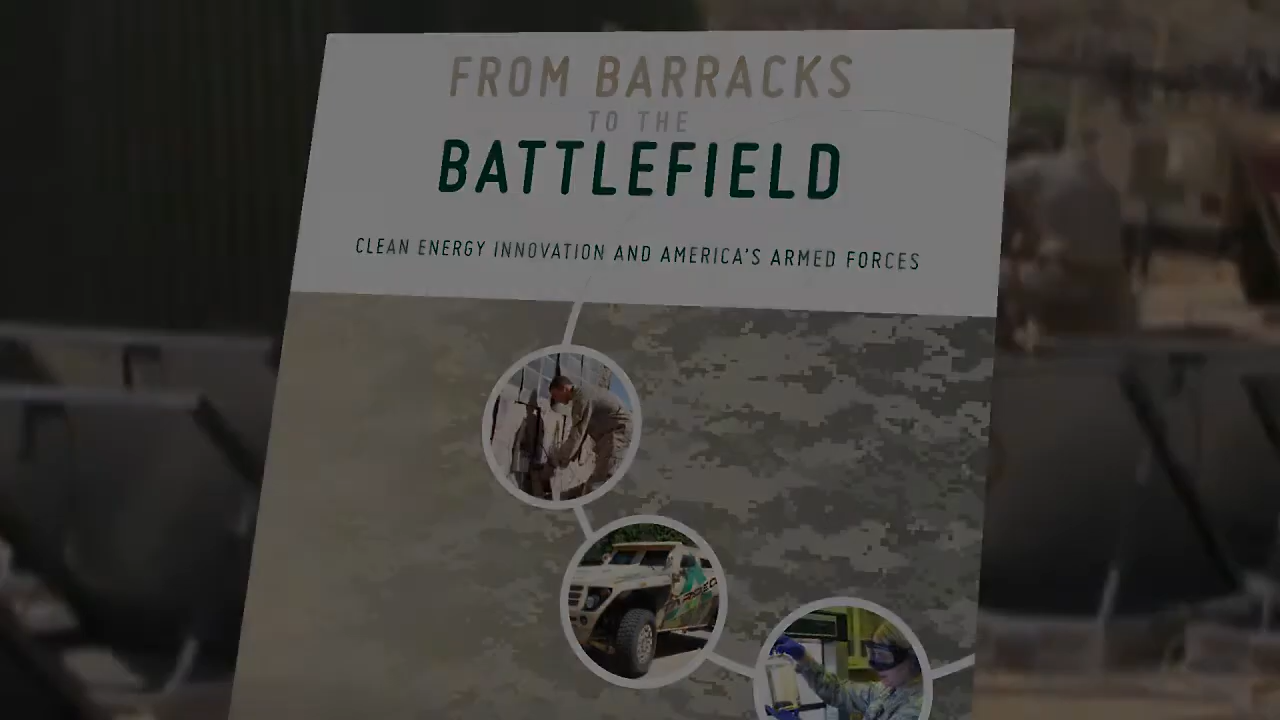 FROM BARRACKS
TO THE
BATTLEFIELD
CLEAN ENERGY INNOVATION AND AMERICA'S ARMED FORCES